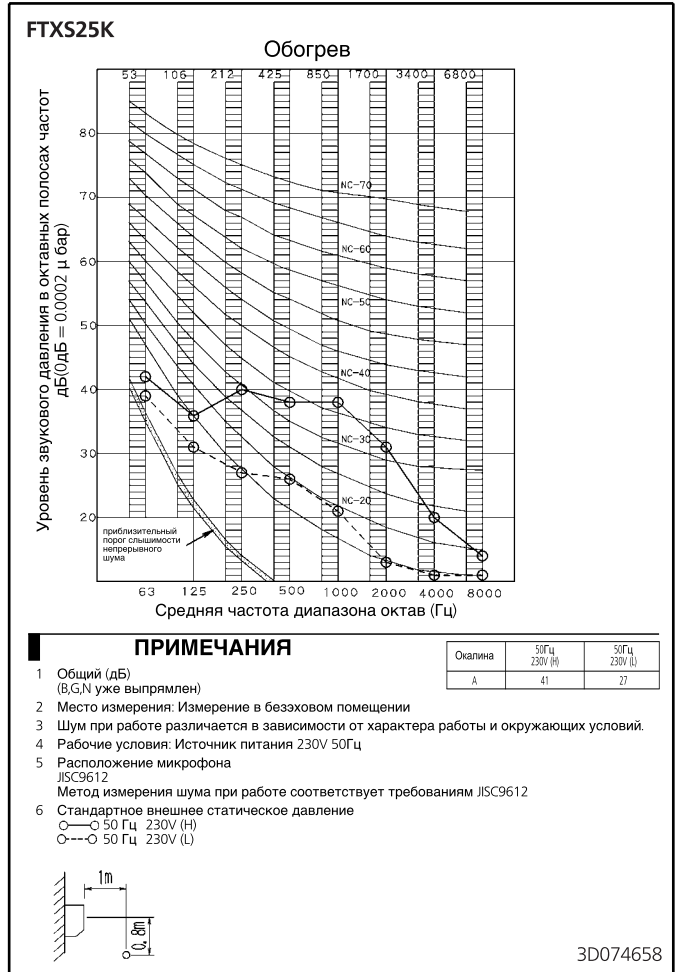 FTXS25K
Обогрев
53 106 212 425 850 1700 3400 6800
Уровень звукового давления в октавных полосах частот
дБ(0дБ = 0.0002 µ бар)
80
70
60
50
40
30
20
NC-70
NC-60
NC-50
NC-40
NC-30
NC-20
приблизительный
порог слышимости
непрерывного
шума
63 125 250 500 1000 2000 4000 8000
Средняя частота диапазона октав (Гц)
ПРИМЕЧАНИЯ
Окалина 50Гц 230V (H) 50Гц 230V (L)
A 41 27
1 Общий (дБ)
(B,G,N уже выпрямлен)
2 Место измерения: Измерение в безэховом помещении
3 Шум при работе различается в зависимости от характера работы и окружающих условий.
4 Рабочие условия: Источник питания 230V 50Гц
5 Расположение микрофона
JISC9612
Метод измерения шума при работе соответствует требованиям JISC9612
6 Стандартное внешнее статическое давление
50 Гц 230V (H)
50 Гц 230V (L)
1m
0.8m
3D074658